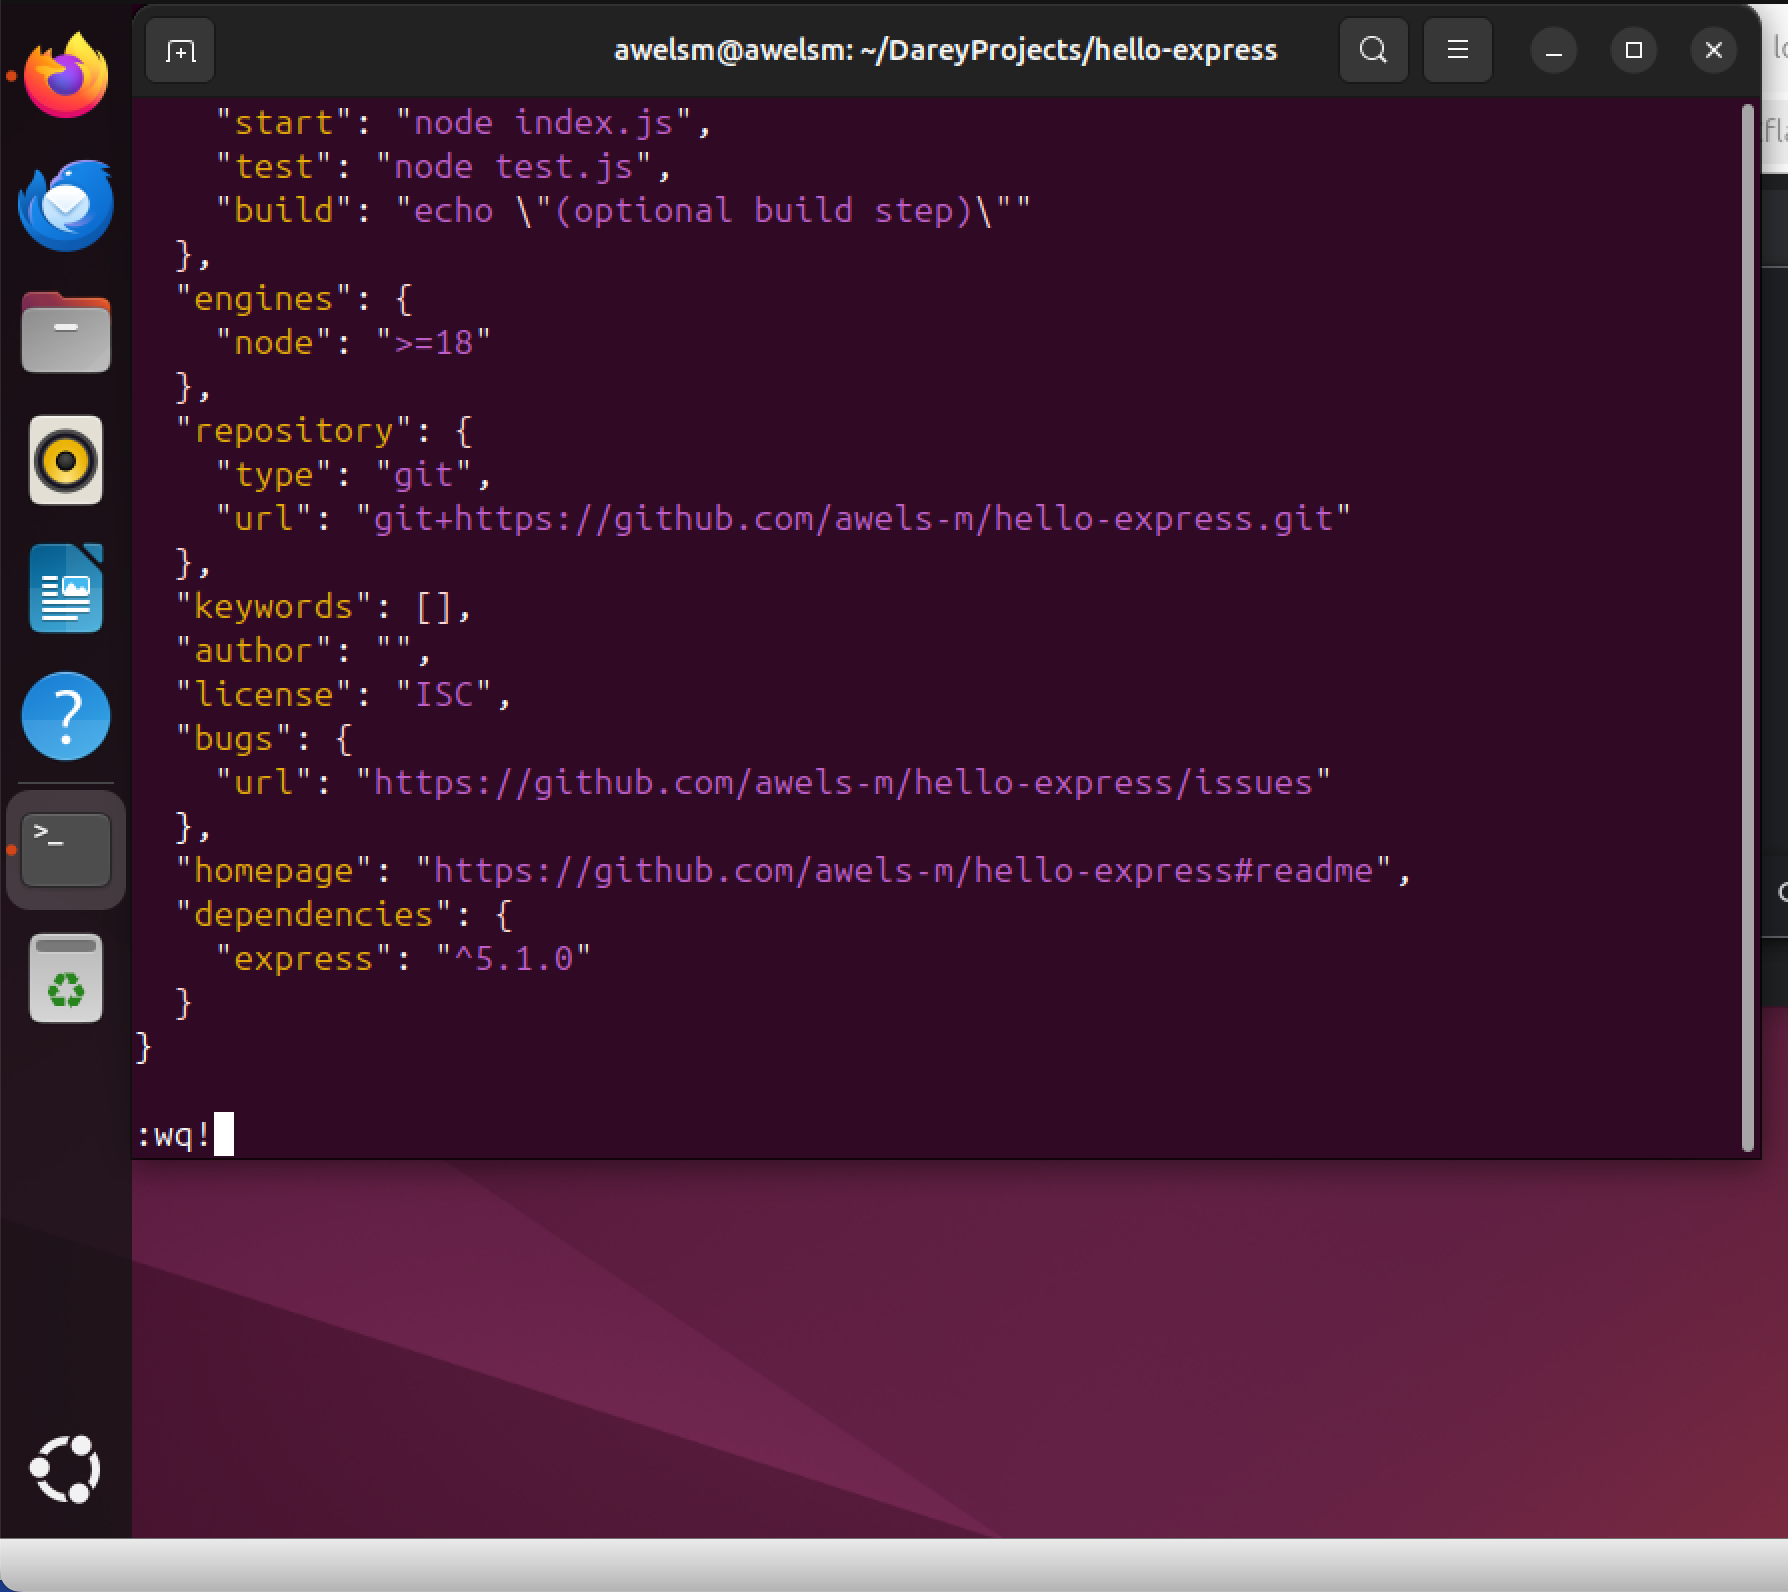 awelsm@awelsm: ~/DareyProjects/hello-express
    "start": "node index.js",
    "test": "node test.js",
    "build": "echo \"(optional build step)\""
  },
  "engines": {
    "node": ">=18"
  },
  "repository": {
    "type": "git",
    "url": "git+https://github.com/awels-m/hello-express.git"
  },
  "keywords": [],
  "author": "",
  "license": "ISC",
  "bugs": {
    "url": "https://github.com/awels-m/hello-express/issues"
  },
  "homepage": "https://github.com/awels-m/hello-express#readme",
  "dependencies": {
    "express": "^5.1.0"
  }
}
:wq!